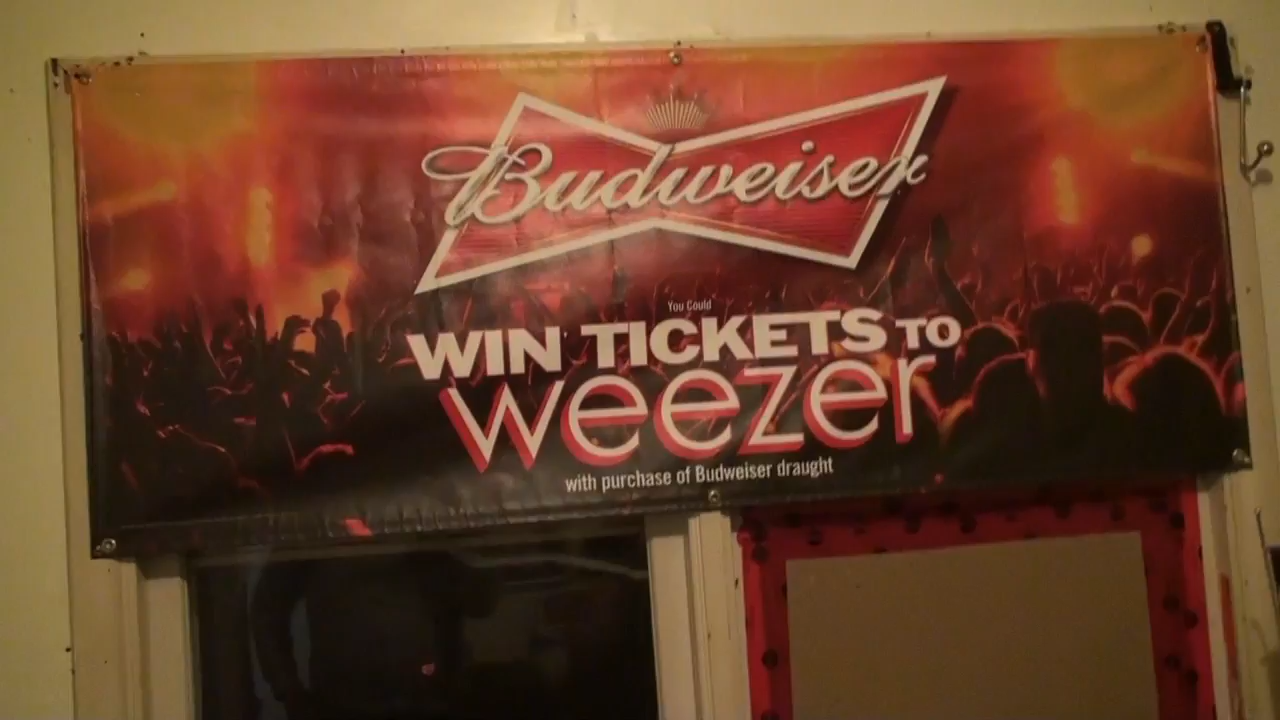 Budweiser
You Could
WIN TICKETS TO
weezer
with purchase of Budweiser draught